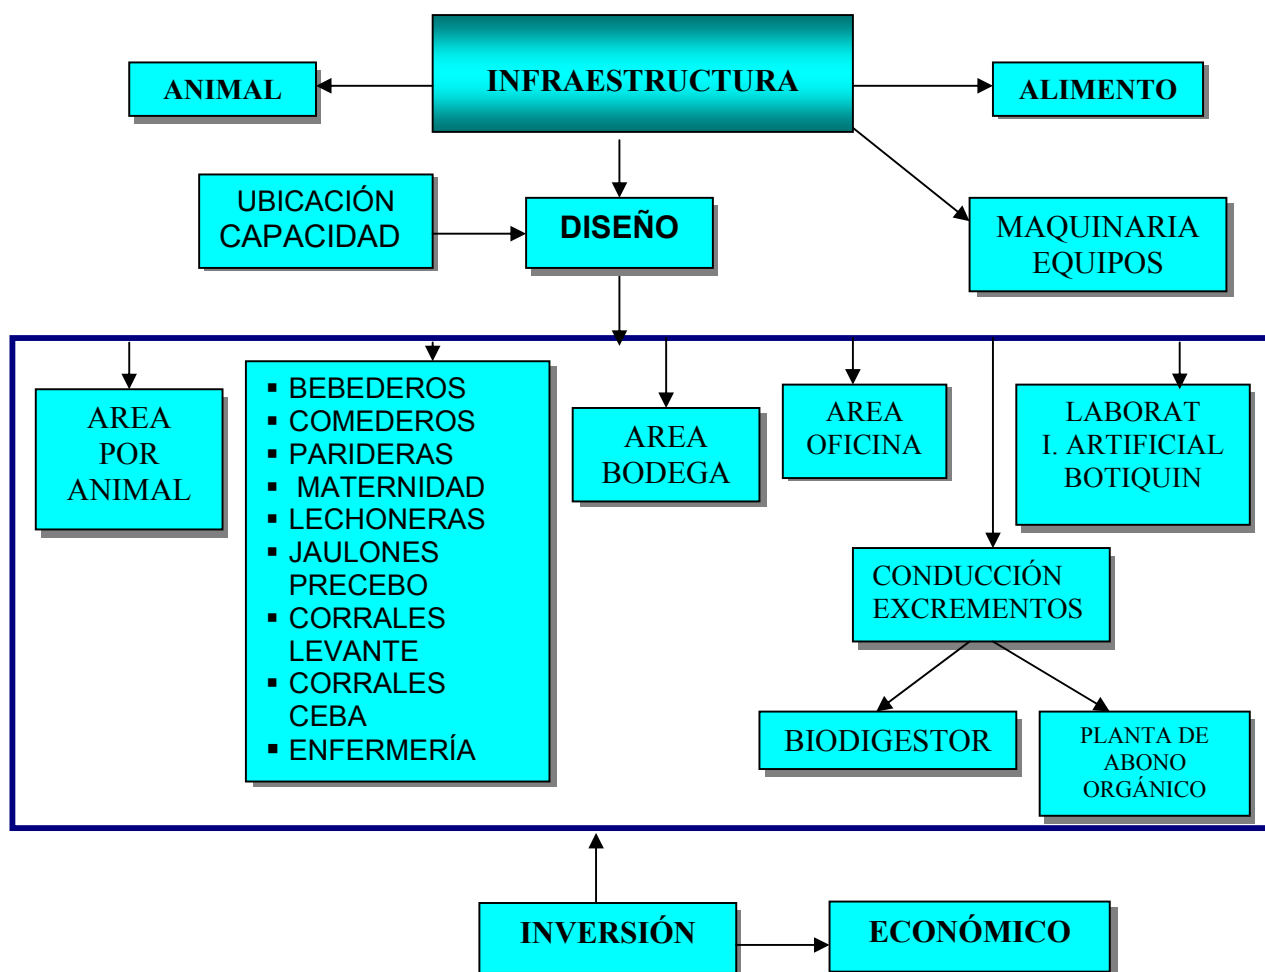 INFRAESTRUCTURA
ANIMAL
ALIMENTO
UBICACIÓN
CAPACIDAD
DISEÑO
MAQUINARIA
EQUIPOS
AREA
POR
ANIMAL
▪ BEBEDEROS
▪ COMEDEROS
▪ PARIDERAS
▪ MATERNIDAD
▪ LECHONERAS
▪ JAULONES
PRECEBO
▪ CORRALES
LEVANTE
▪ CORRALES
CEBA
▪ ENFERMERÍA
AREA
BODEGA
AREA
OFICINA
LABORAT
I. ARTIFICIAL
BOTIQUIN
CONDUCCIÓN
EXCREMENTOS
BIODIGESTOR
PLANTA DE
ABONO
ORGÁNICO
INVERSIÓN
ECONÓMICO